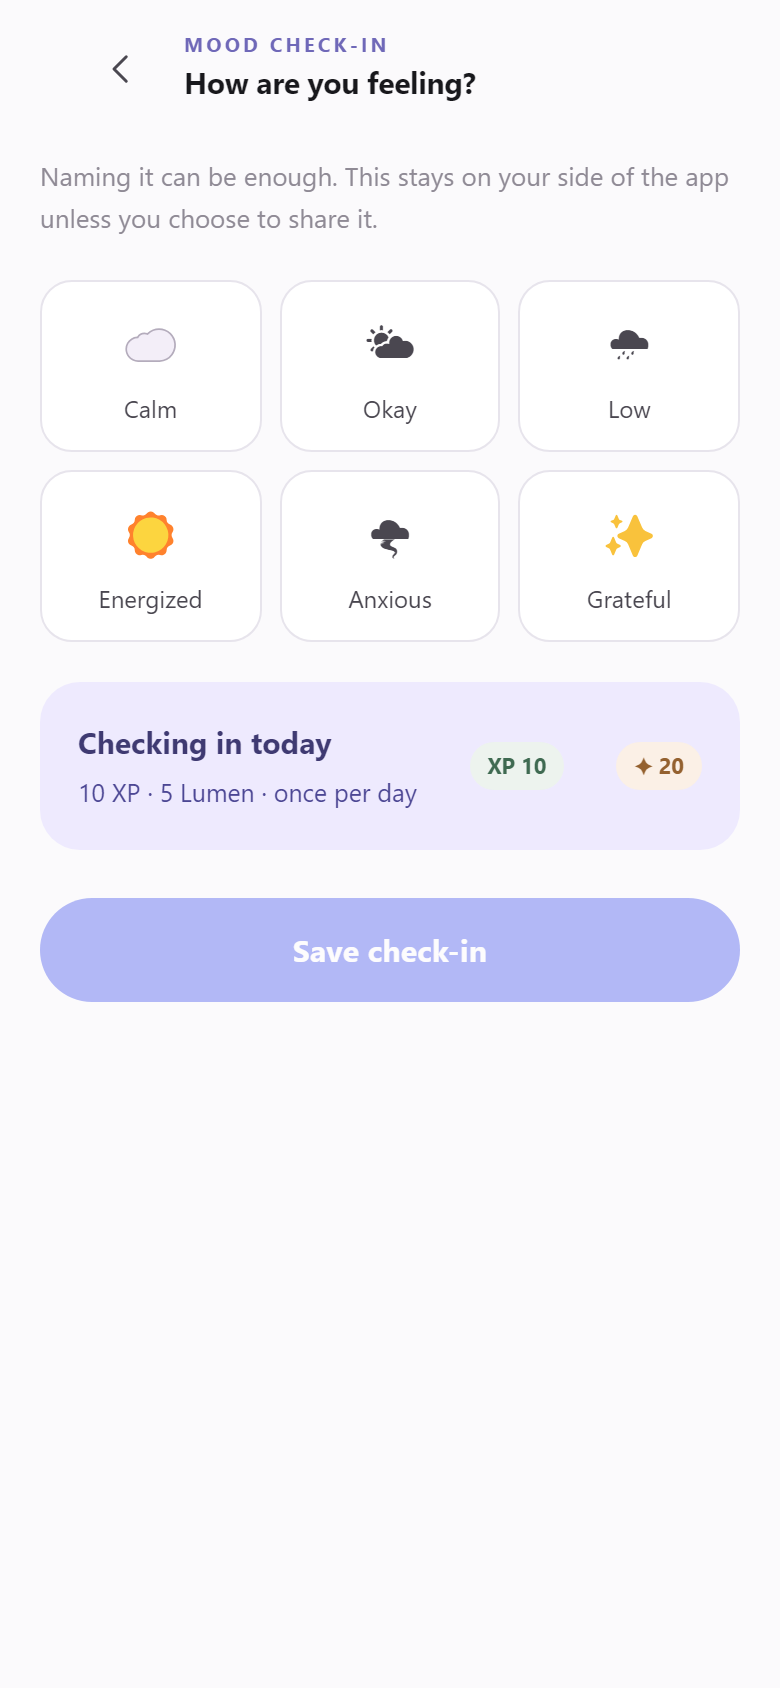 MOOD CHECK-IN
How are you feeling?
Naming it can be enough. This stays on your side of the app
unless you choose to share it.
Calm
Okay
Low
Energized
Anxious
Grateful
Checking in today
10 XP · 5 Lumen · once per day
XP 10
✦ 20
Save check-in